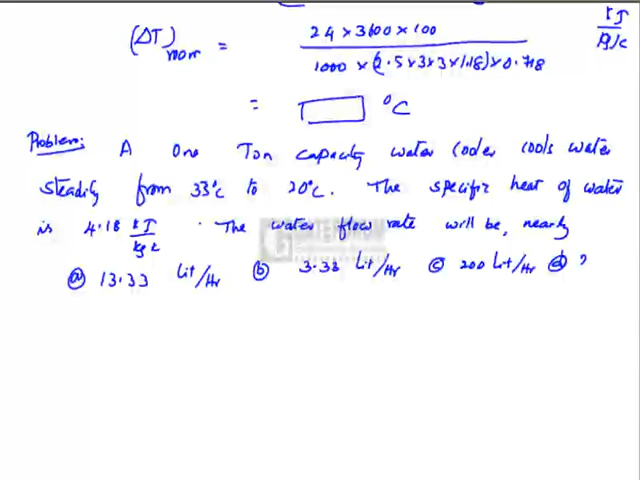 (ΔT)room = 24 × 3600 × 100 / 1000 × (2.5×3×3×1.18)×0.718
kJ/kg/c
= °C
Problem: A One Ton capacity water cooler cools water
steadily from 33°c to 20°c. The specific heat of water
is 4.18 kJ/kg k. The water flow rate will be, nearly
(a) 13.33 Lit/Hr (b) 3.33 Lit/Hr (c) 200 Lit/Hr (d) ?